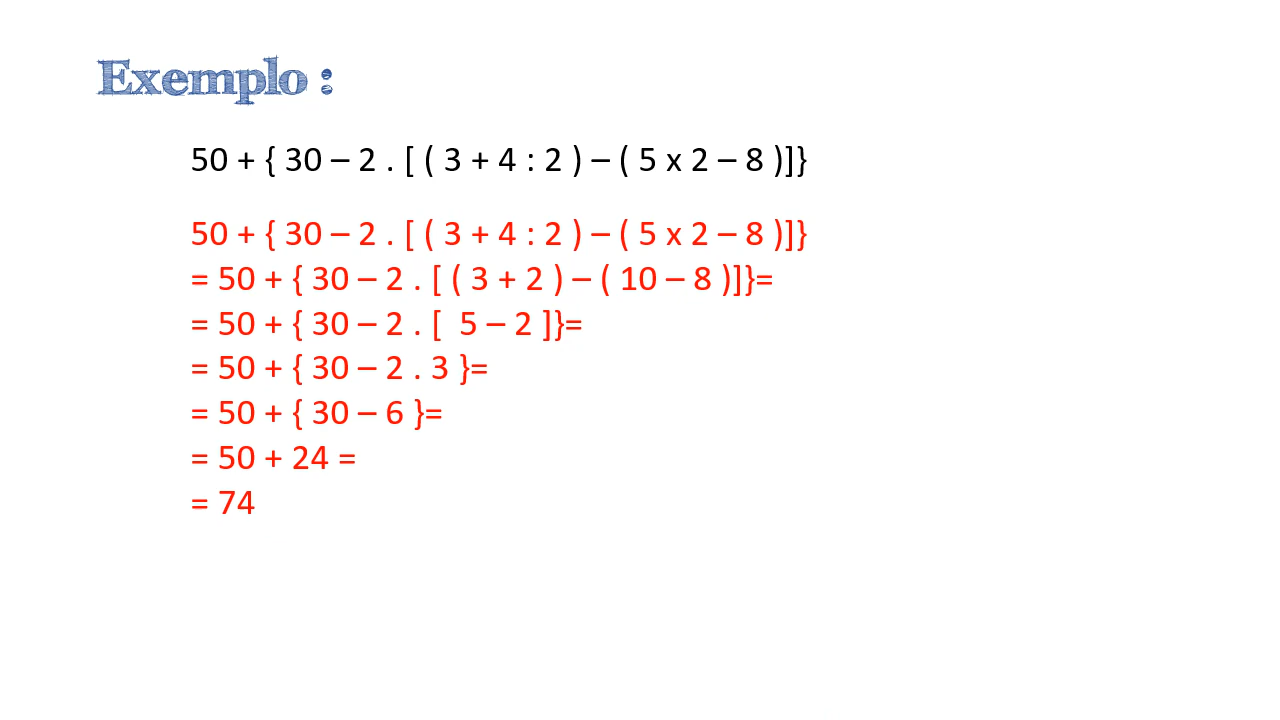 Exemplo :
50 + { 30 – 2 . [ ( 3 + 4 : 2 ) – ( 5 x 2 – 8 )]}
50 + { 30 – 2 . [ ( 3 + 4 : 2 ) – ( 5 x 2 – 8 )]}
= 50 + { 30 – 2 . [ ( 3 + 2 ) – ( 10 – 8 )]}=
= 50 + { 30 – 2 . [  5 – 2 ]}=
= 50 + { 30 – 2 . 3 }=
= 50 + { 30 – 6 }=
= 50 + 24 =
= 74